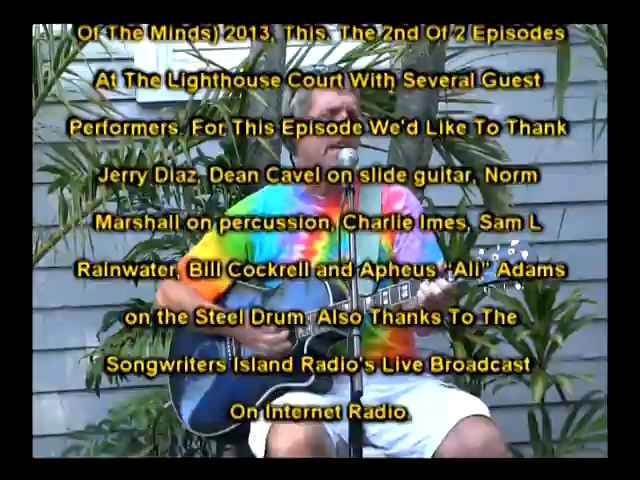 Of The Minds) 2013, This. The 2nd Of 2 Episodes
At The Lighthouse Court With Several Guest
Performers. For This Episode We'd Like To Thank
Jerry Diaz, Dean Cavel on slide guitar, Norm
Marshall on percussion, Charlie Imes, Sam L
Rainwater, Bill Cockrell and Apheus "Ali" Adams
on the Steel Drum. Also Thanks To The
Songwriters Island Radio's Live Broadcast
On Internet Radio.